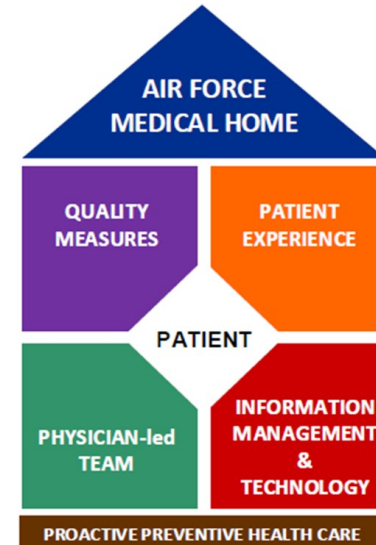 AIR FORCE
MEDICAL HOME
QUALITY
MEASURES
PATIENT
EXPERIENCE
PATIENT
PHYSICIAN-led
TEAM
INFORMATION
MANAGEMENT
&
TECHNOLOGY
PROACTIVE PREVENTIVE HEALTH CARE